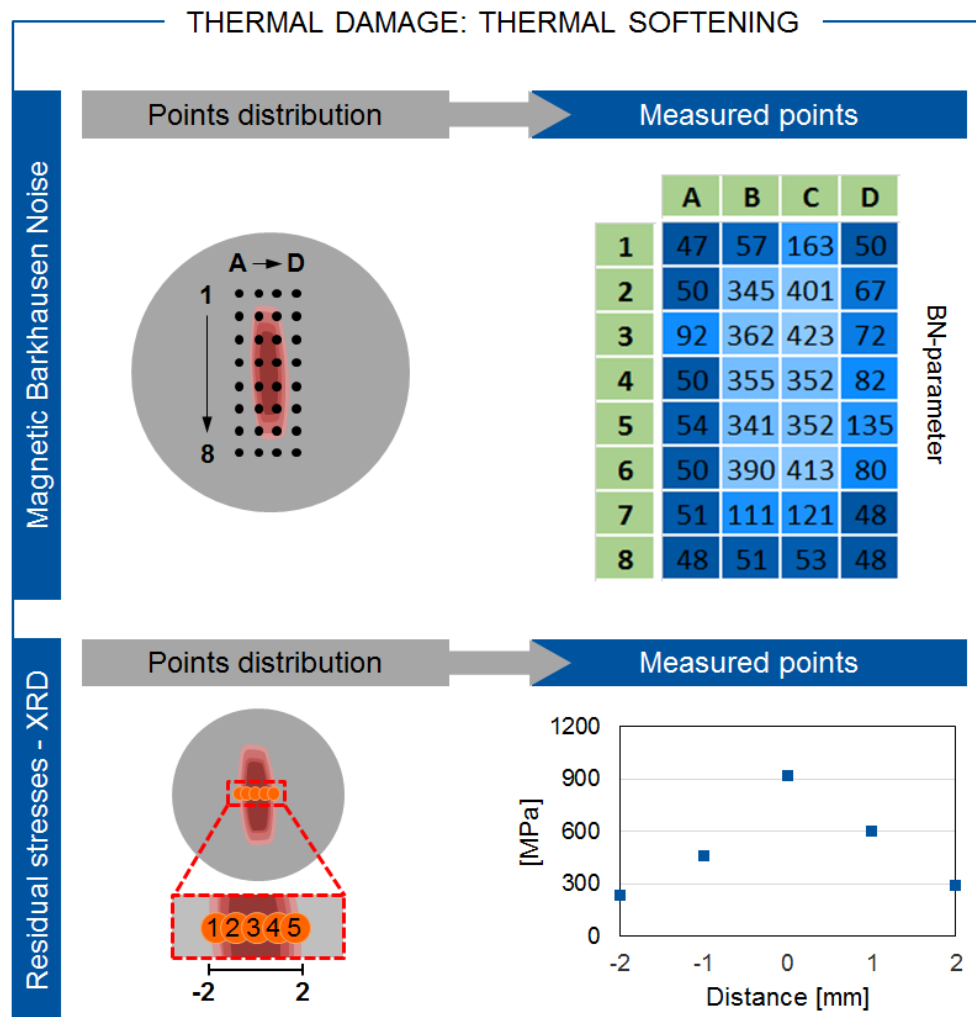 THERMAL DAMAGE: THERMAL SOFTENING
Magnetic Barkhausen Noise
Points distribution
Measured points
A → D
1
8
A B C D
1 47 57 163 50
2 50 345 401 67
3 92 362 423 72
4 50 355 352 82
5 54 341 352 135
6 50 390 413 80
7 51 111 121 48
8 48 51 53 48
BN-parameter
Residual stresses - XRD
Points distribution
Measured points
1 2 3 4 5
-2 2
[MPa]
1200
900
600
300
0
-2 -1 0 1 2
Distance [mm]